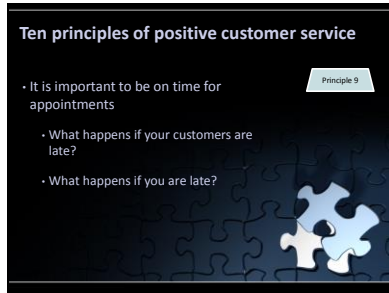 Ten principles of positive customer service
Principle 9
• It is important to be on time for
appointments
• What happens if your customers are
late?
• What happens if you are late?